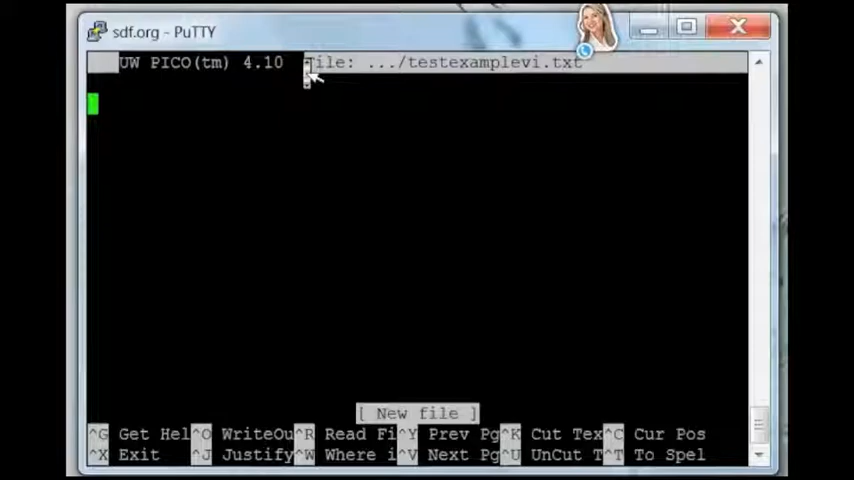 sdf.org - PuTTY
UW PICO(tm) 4.10 File: .../testexamplevi.txt
[ New file ]
^G Get Hel^O WriteOu^R Read Fi^Y Prev Pg^K Cut Tex^C Cur Pos
^X Exit ^J Justify^W Where i^V Next Pg^U UnCut T^T To Spel